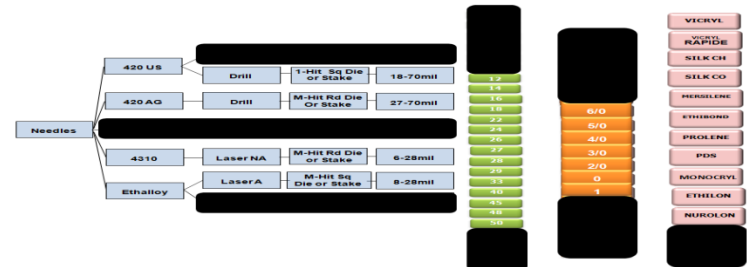 Needles
420 US
Drill
1-Hit Sq Die
or Stake
18-70mil
420 AG
Drill
M-Hit Rd Die
Or Stake
27-70mil
4310
Laser NA
M-Hit Rd Die
or Stake
6-28mil
Ethalloy
Laser A
M-Hit Sq
Die or Stake
8-28mil
12
14
16
18
22
24
26
27
28
29
33
40
45
48
50
6/0
5/0
4/0
3/0
2/0
0
1
VICRYL
VICRYL
RAPIDE
SILK CH
SILK CO
MERSILENE
ETHIBOND
PROLENE
PDS
MONOCRYL
ETHILON
NUROLON